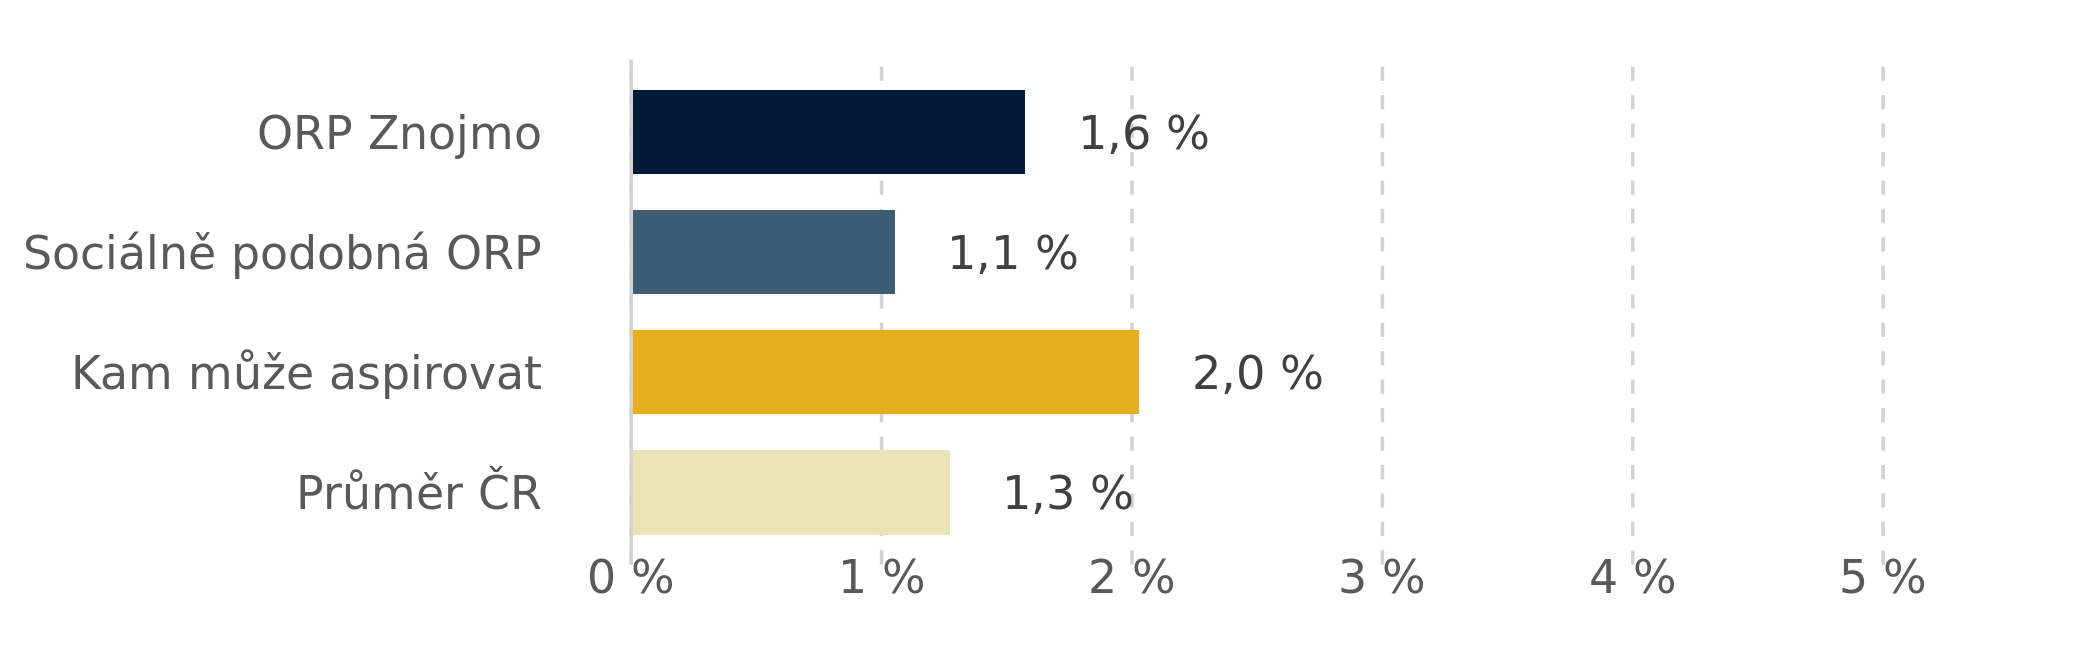 ORP Znojmo 1,6 %
Sociálně podobná ORP 1,1 %
Kam může aspirovat 2,0 %
Průměr ČR 1,3 %
0 % 1 % 2 % 3 % 4 % 5 %